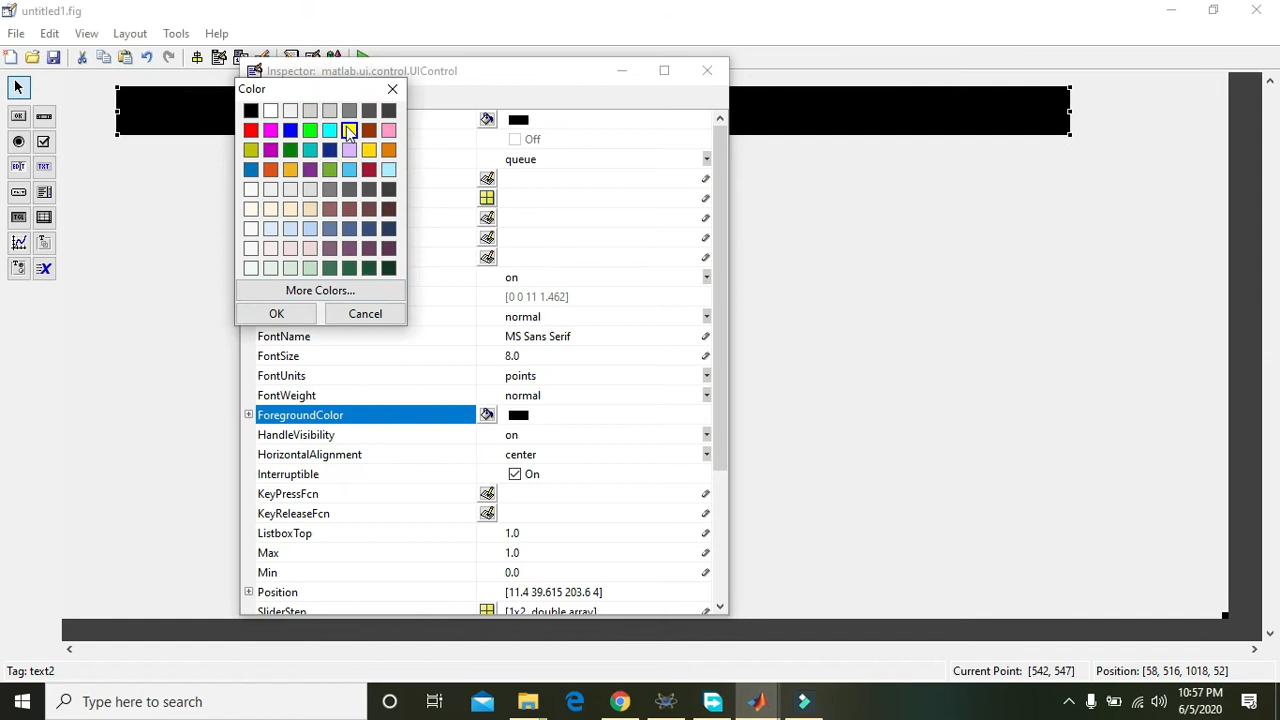 untitled1.fig
File Edit View Layout Tools Help
Inspector: matlab.ui.control.UIControl
Color
Off
queue
on
[0 0 11 1.462]
More Colors...
normal
OK Cancel
FontName MS Sans Serif
FontSize 8.0
FontUnits points
FontWeight normal
ForegroundColor
HandleVisibility on
HorizontalAlignment center
Interruptible On
KeyPressFcn
KeyReleaseFcn
ListboxTop 1.0
Max 1.0
Min 0.0
Position [11.4 39.615 203.6 4]
SliderStep [1x2 double array]
Tag: text2 Current Point: [542, 547] Position: [58, 516, 1018, 52]
Type here to search
10:57 PM
6/5/2020